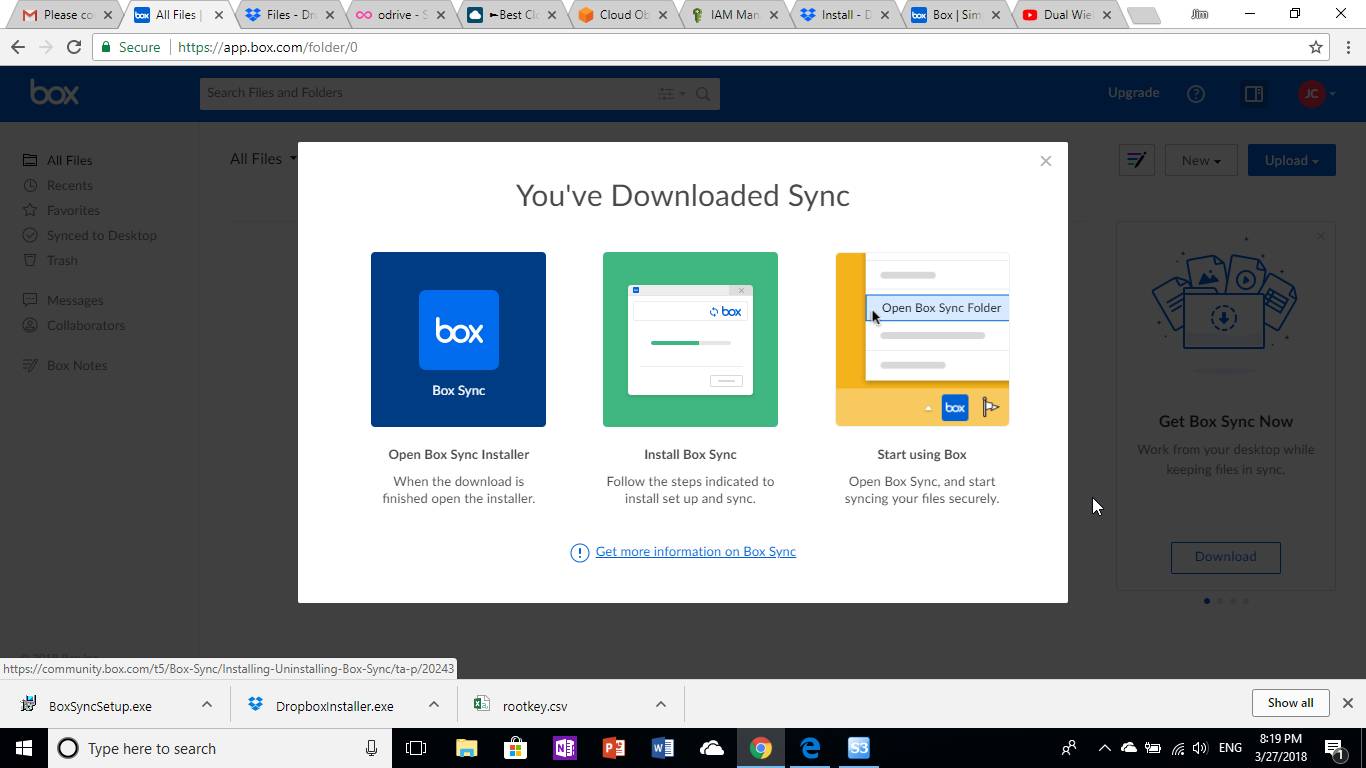 Please co
All Files |
Files - Dr
odrive - S
←Best Clo
Cloud Ob
IAM Man
Install - D
Box | Sim
Dual Wie
Jim
Secure
https://app.box.com/folder/0
box
Search Files and Folders
Upgrade
JC
All Files
Recents
Favorites
Synced to Desktop
Trash
Messages
Collaborators
Box Notes
All Files
New
Upload
You've Downloaded Sync
box
Box Sync
box
Open Box Sync Folder
box
Open Box Sync Installer
When the download is
finished open the installer.
Install Box Sync
Follow the steps indicated to
install set up and sync.
Start using Box
Open Box Sync, and start
syncing your files securely.
Get more information on Box Sync
Get Box Sync Now
Work from your desktop while
keeping files in sync.
Download
https://community.box.com/t5/Box-Sync/Installing-Uninstalling-Box-Sync/ta-p/20243
BoxSyncSetup.exe
DropboxInstaller.exe
rootkey.csv
Show all
Type here to search
S3
ENG
8:19 PM
3/27/2018
1